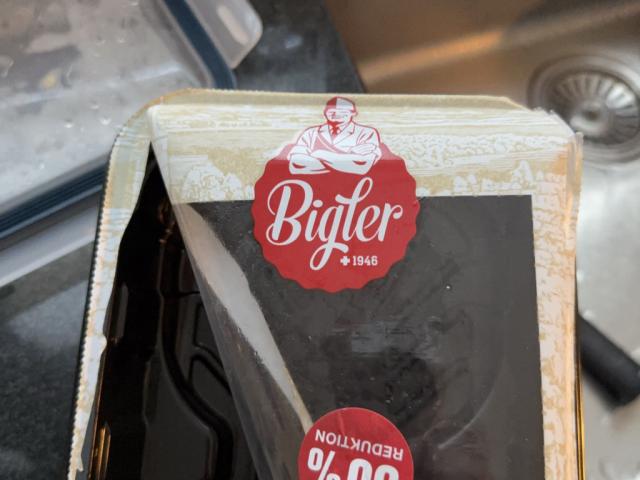 Bigler
1946
REDUKTION
%